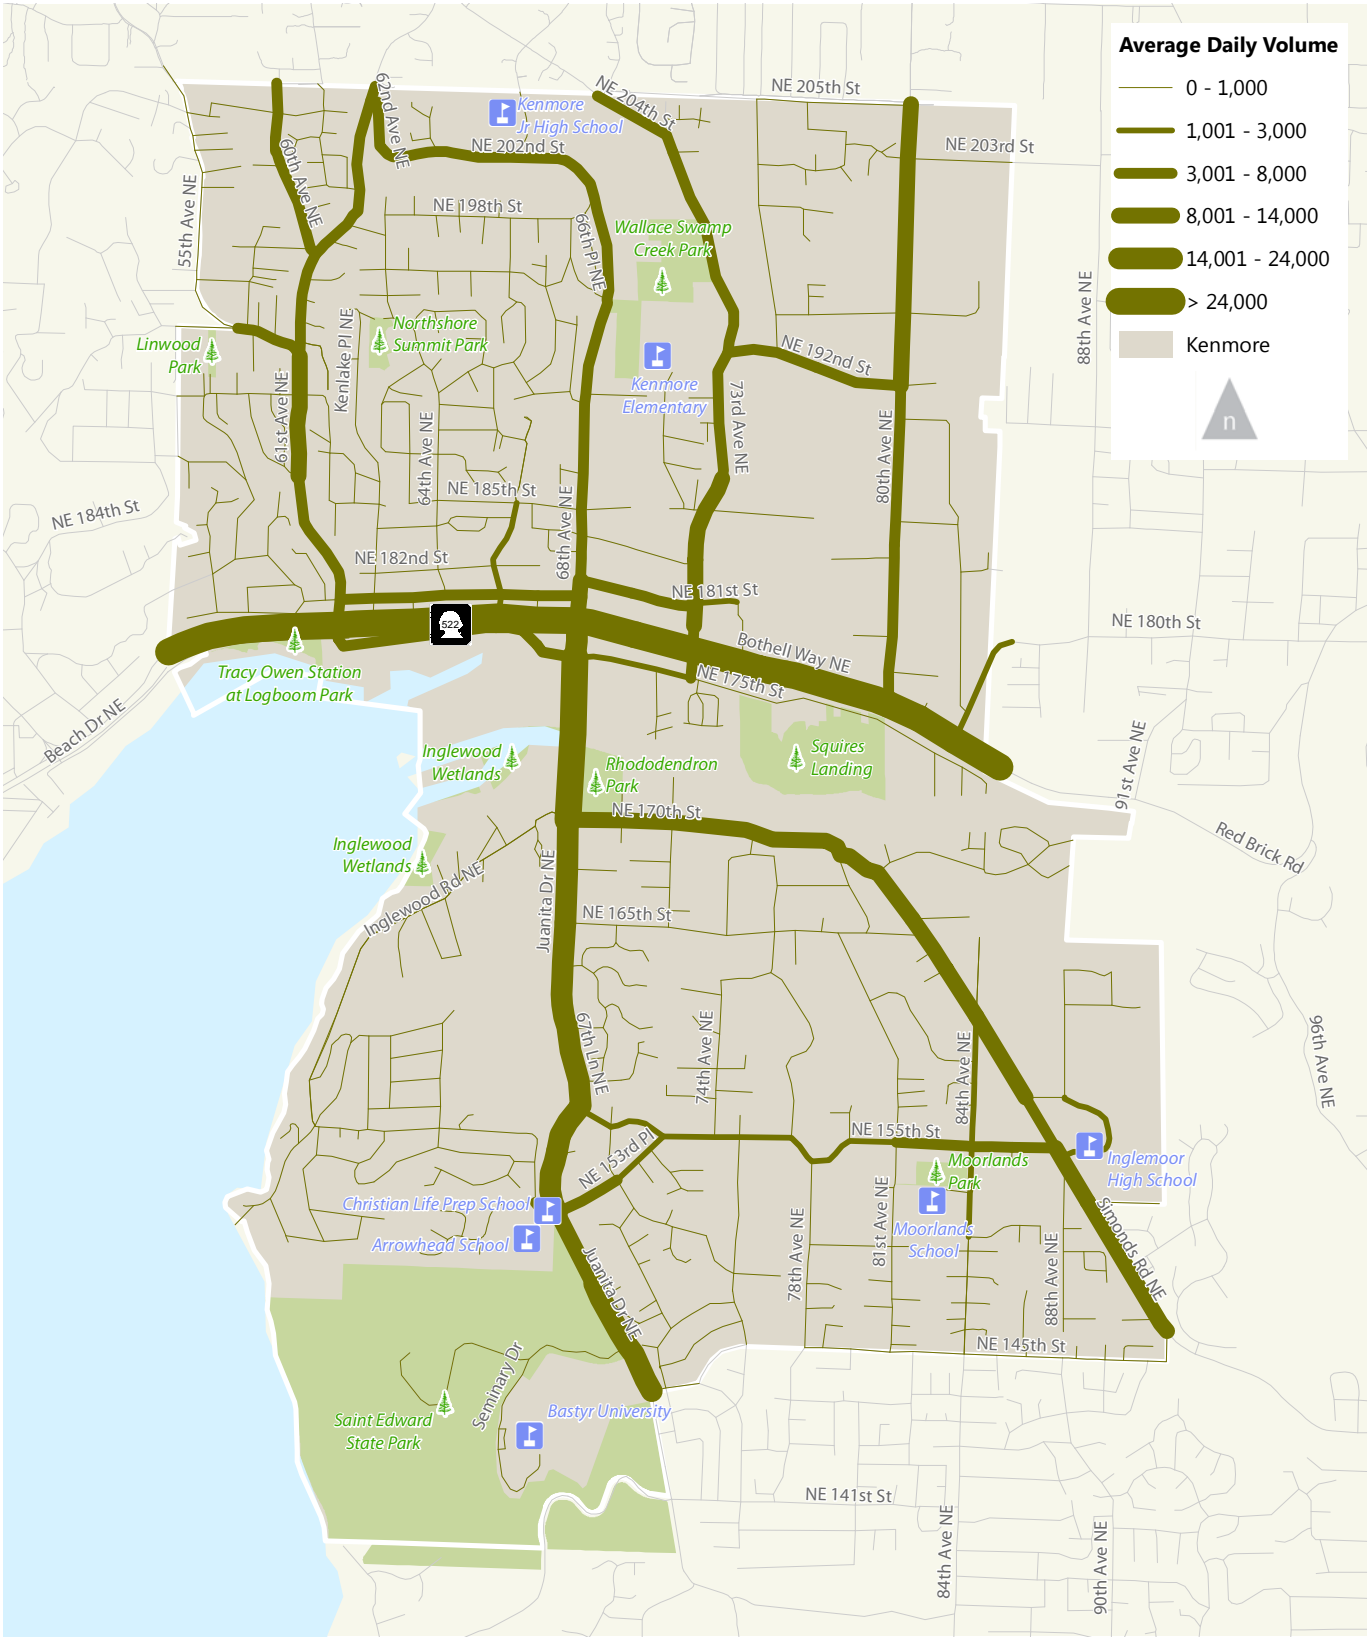 Average Daily Volume
0 - 1,000
1,001 - 3,000
3,001 - 8,000
8,001 - 14,000
14,001 - 24,000
> 24,000
Kenmore
n
NE 205th St
NE 204th St
62nd Ave NE
Kenmore
Jr High School
NE 202nd St
NE 203rd St
60th Ave NE
55th Ave NE
NE 198th St
66th Pl NE
Wallace Swamp
Creek Park
88th Ave NE
Linwood
Park
Kenlake Pl NE
Northshore
Summit Park
NE 192nd St
Kenmore
Elementary
61st Ave NE
64th Ave NE
73rd Ave NE
80th Ave NE
NE 184th St
NE 185th St
68th Ave NE
NE 182nd St
NE 181st St
522
NE 180th St
Bothell Way NE
Tracy Owen Station
at Logboom Park
NE 175th St
Beach Dr NE
Inglewood
Wetlands
Rhododendron
Park
Squires
Landing
91st Ave NE
NE 170th St
Red Brick Rd
Inglewood
Wetlands
Inglewood Rd NE
Juanita Dr NE
NE 165th St
67th Ln NE
74th Ave NE
84th Ave NE
96th Ave NE
NE 155th St
NE 153rd Pl
Moorlands
Park
Inglemoor
High School
Christian Life Prep School
Arrowhead School
Moorlands
School
81st Ave NE
78th Ave NE
88th Ave NE
Simonds Rd NE
Juanita Dr NE
NE 145th St
Seminary Dr
Saint Edward
State Park
Bastyr University
NE 141st St
84th Ave NE
90th Ave NE